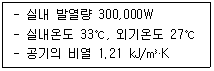 - 실내 발열량 300,000W
- 실내온도 33℃, 외기온도 27℃
- 공기의 비열 1.21 kJ/m³·K